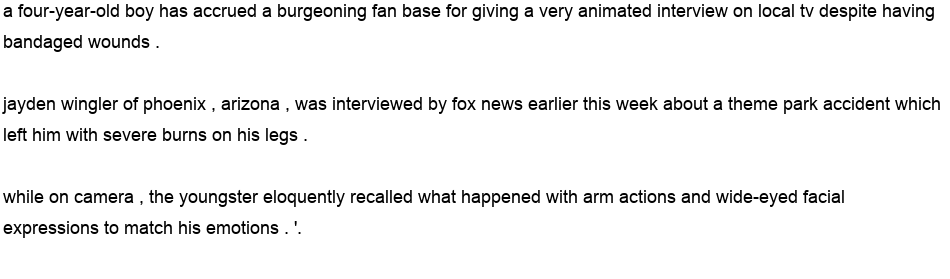 a four-year-old boy has accrued a burgeoning fan base for giving a very animated interview on local tv despite having
bandaged wounds .
jayden wingler of phoenix , arizona , was interviewed by fox news earlier this week about a theme park accident which
left him with severe burns on his legs .
while on camera , the youngster eloquently recalled what happened with arm actions and wide-eyed facial
expressions to match his emotions . '.